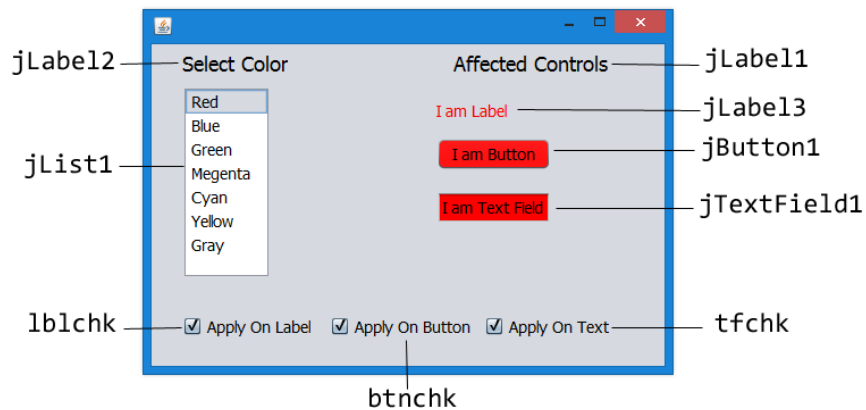 jLabel2
Select Color
Affected Controls
jLabel1
jList1
Red
Blue
Green
Megenta
Cyan
Yellow
Gray
I am Label
jLabel3
I am Button
jButton1
I am Text Field
jTextField1
lblchk
Apply On Label
Apply On Button
Apply On Text
tfchk
btnchk